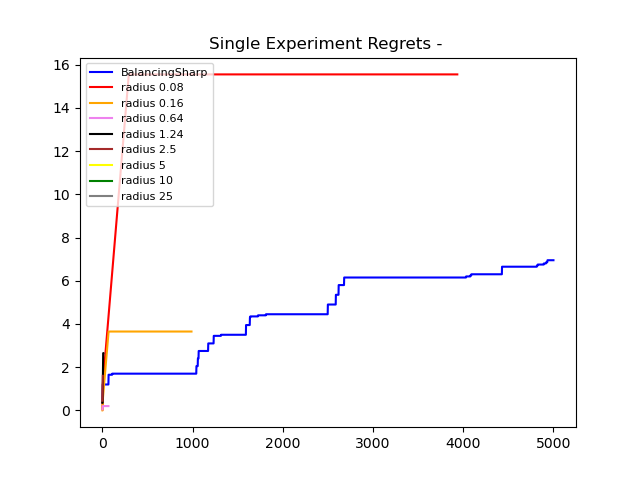 Single Experiment Regrets -
16
14
12
10
8
6
4
2
0
BalancingSharp
radius 0.08
radius 0.16
radius 0.64
radius 1.24
radius 2.5
radius 5
radius 10
radius 25
0 1000 2000 3000 4000 5000